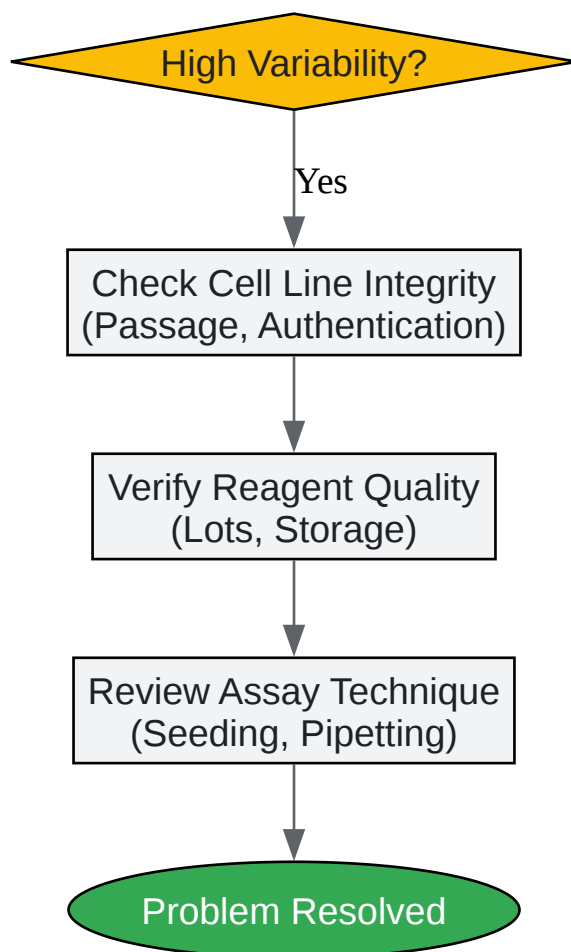 High Variability?
Yes
Check Cell Line Integrity
(Passage, Authentication)
Verify Reagent Quality
(Lots, Storage)
Review Assay Technique
(Seeding, Pipetting)
Problem Resolved